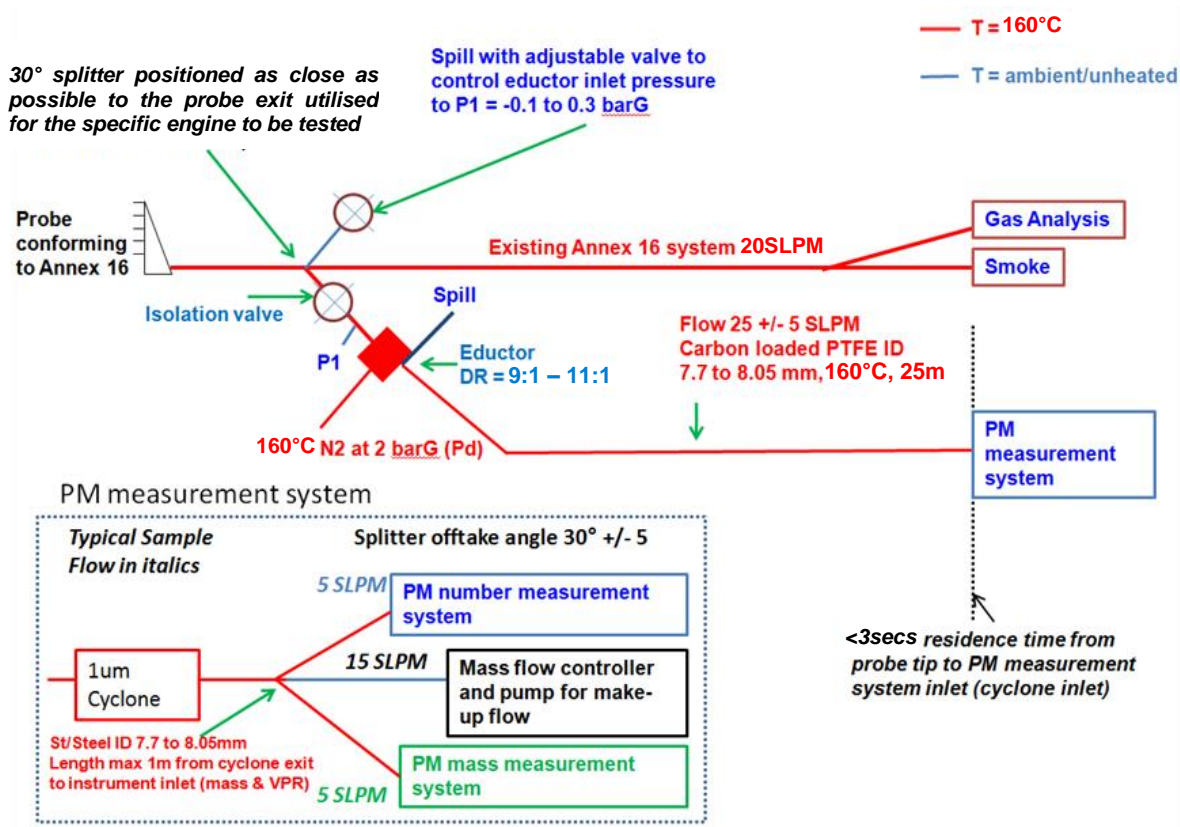 T = 160°C
T = ambient/unheated
30° splitter positioned as close as
possible to the probe exit utilised
for the specific engine to be tested
Spill with adjustable valve to
control eductor inlet pressure
to P1 = -0.1 to 0.3 barG
Probe
conforming
to Annex 16
Existing Annex 16 system 20SLPM
Gas Analysis
Smoke
Isolation valve
Spill
P1
Eductor
DR = 9:1 – 11:1
Flow 25 +/- 5 SLPM
Carbon loaded PTFE ID
7.7 to 8.05 mm, 160°C, 25m
160°C N2 at 2 barG (Pd)
PM
measurement
system
PM measurement system
Typical Sample
Flow in italics
Splitter offtake angle 30° +/- 5
5 SLPM
PM number measurement
system
15 SLPM
Mass flow controller
and pump for make-
up flow
1um
Cyclone
St/Steel ID 7.7 to 8.05mm
Length max 1m from cyclone exit
to instrument inlet (mass & VPR)
PM mass measurement
system
5 SLPM
<3secs residence time from
probe tip to PM measurement
system inlet (cyclone inlet)